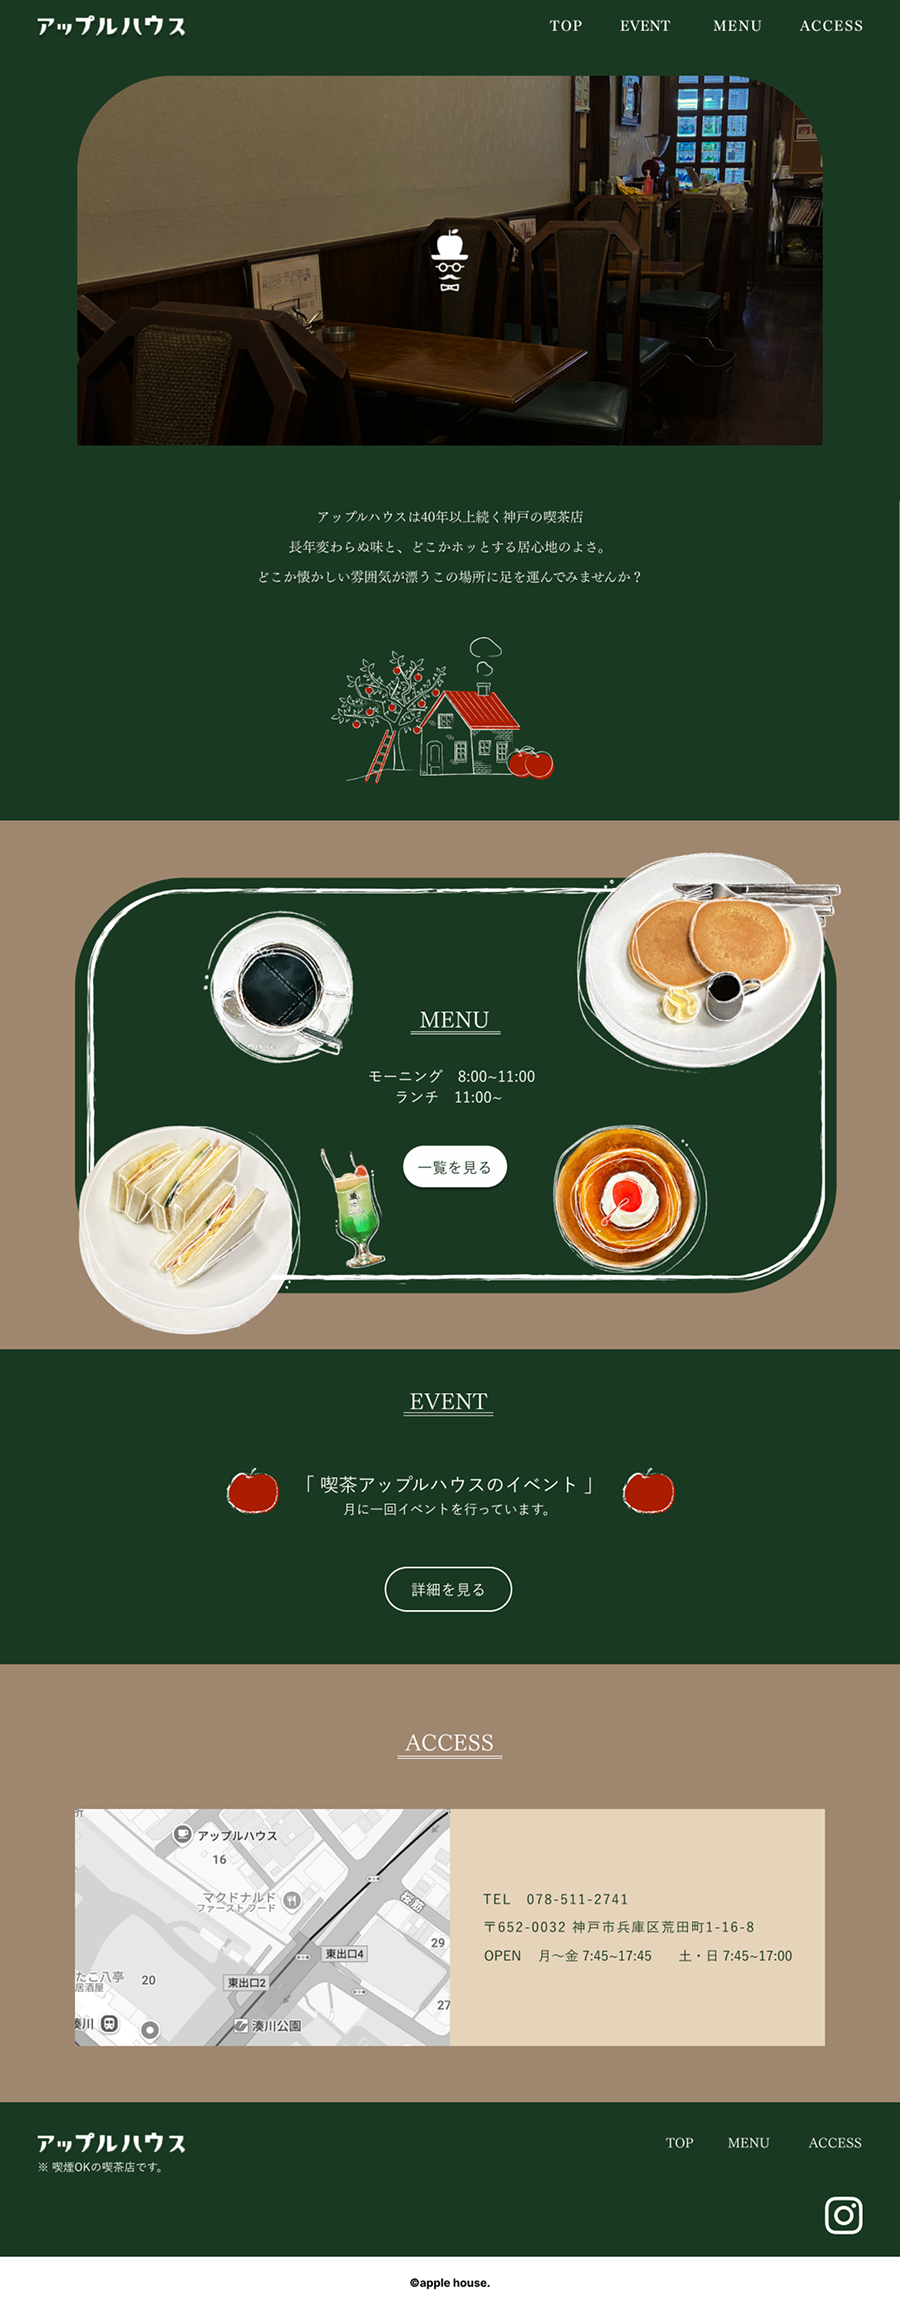 アップルハウス
TOP EVENT MENU ACCESS
アップルハウスは40年以上続く神戸の喫茶店
長年変わらぬ味と、どこかホッとする居心地のよさ。
どこか懐かしい雰囲気が漂うこの場所に足を運んでみませんか？
MENU
モーニング 8:00~11:00
ランチ 11:00~
一覧を見る
EVENT
「 喫茶アップルハウスのイベント 」
月に一回イベントを行っています。
詳細を見る
ACCESS
所
アップルハウス
16
マクドナルド
ファーストフード
桜筋
29
東出口4
たこ八亭
居酒屋
20
東出口2
27
湊川
湊川公園
TEL 078-511-2741
〒652-0032 神戸市兵庫区荒田町1-16-8
OPEN 月〜金 7:45~17:45 土・日 7:45~17:00
アップルハウス
※ 喫煙OKの喫茶店です。
TOP MENU ACCESS
©apple house.